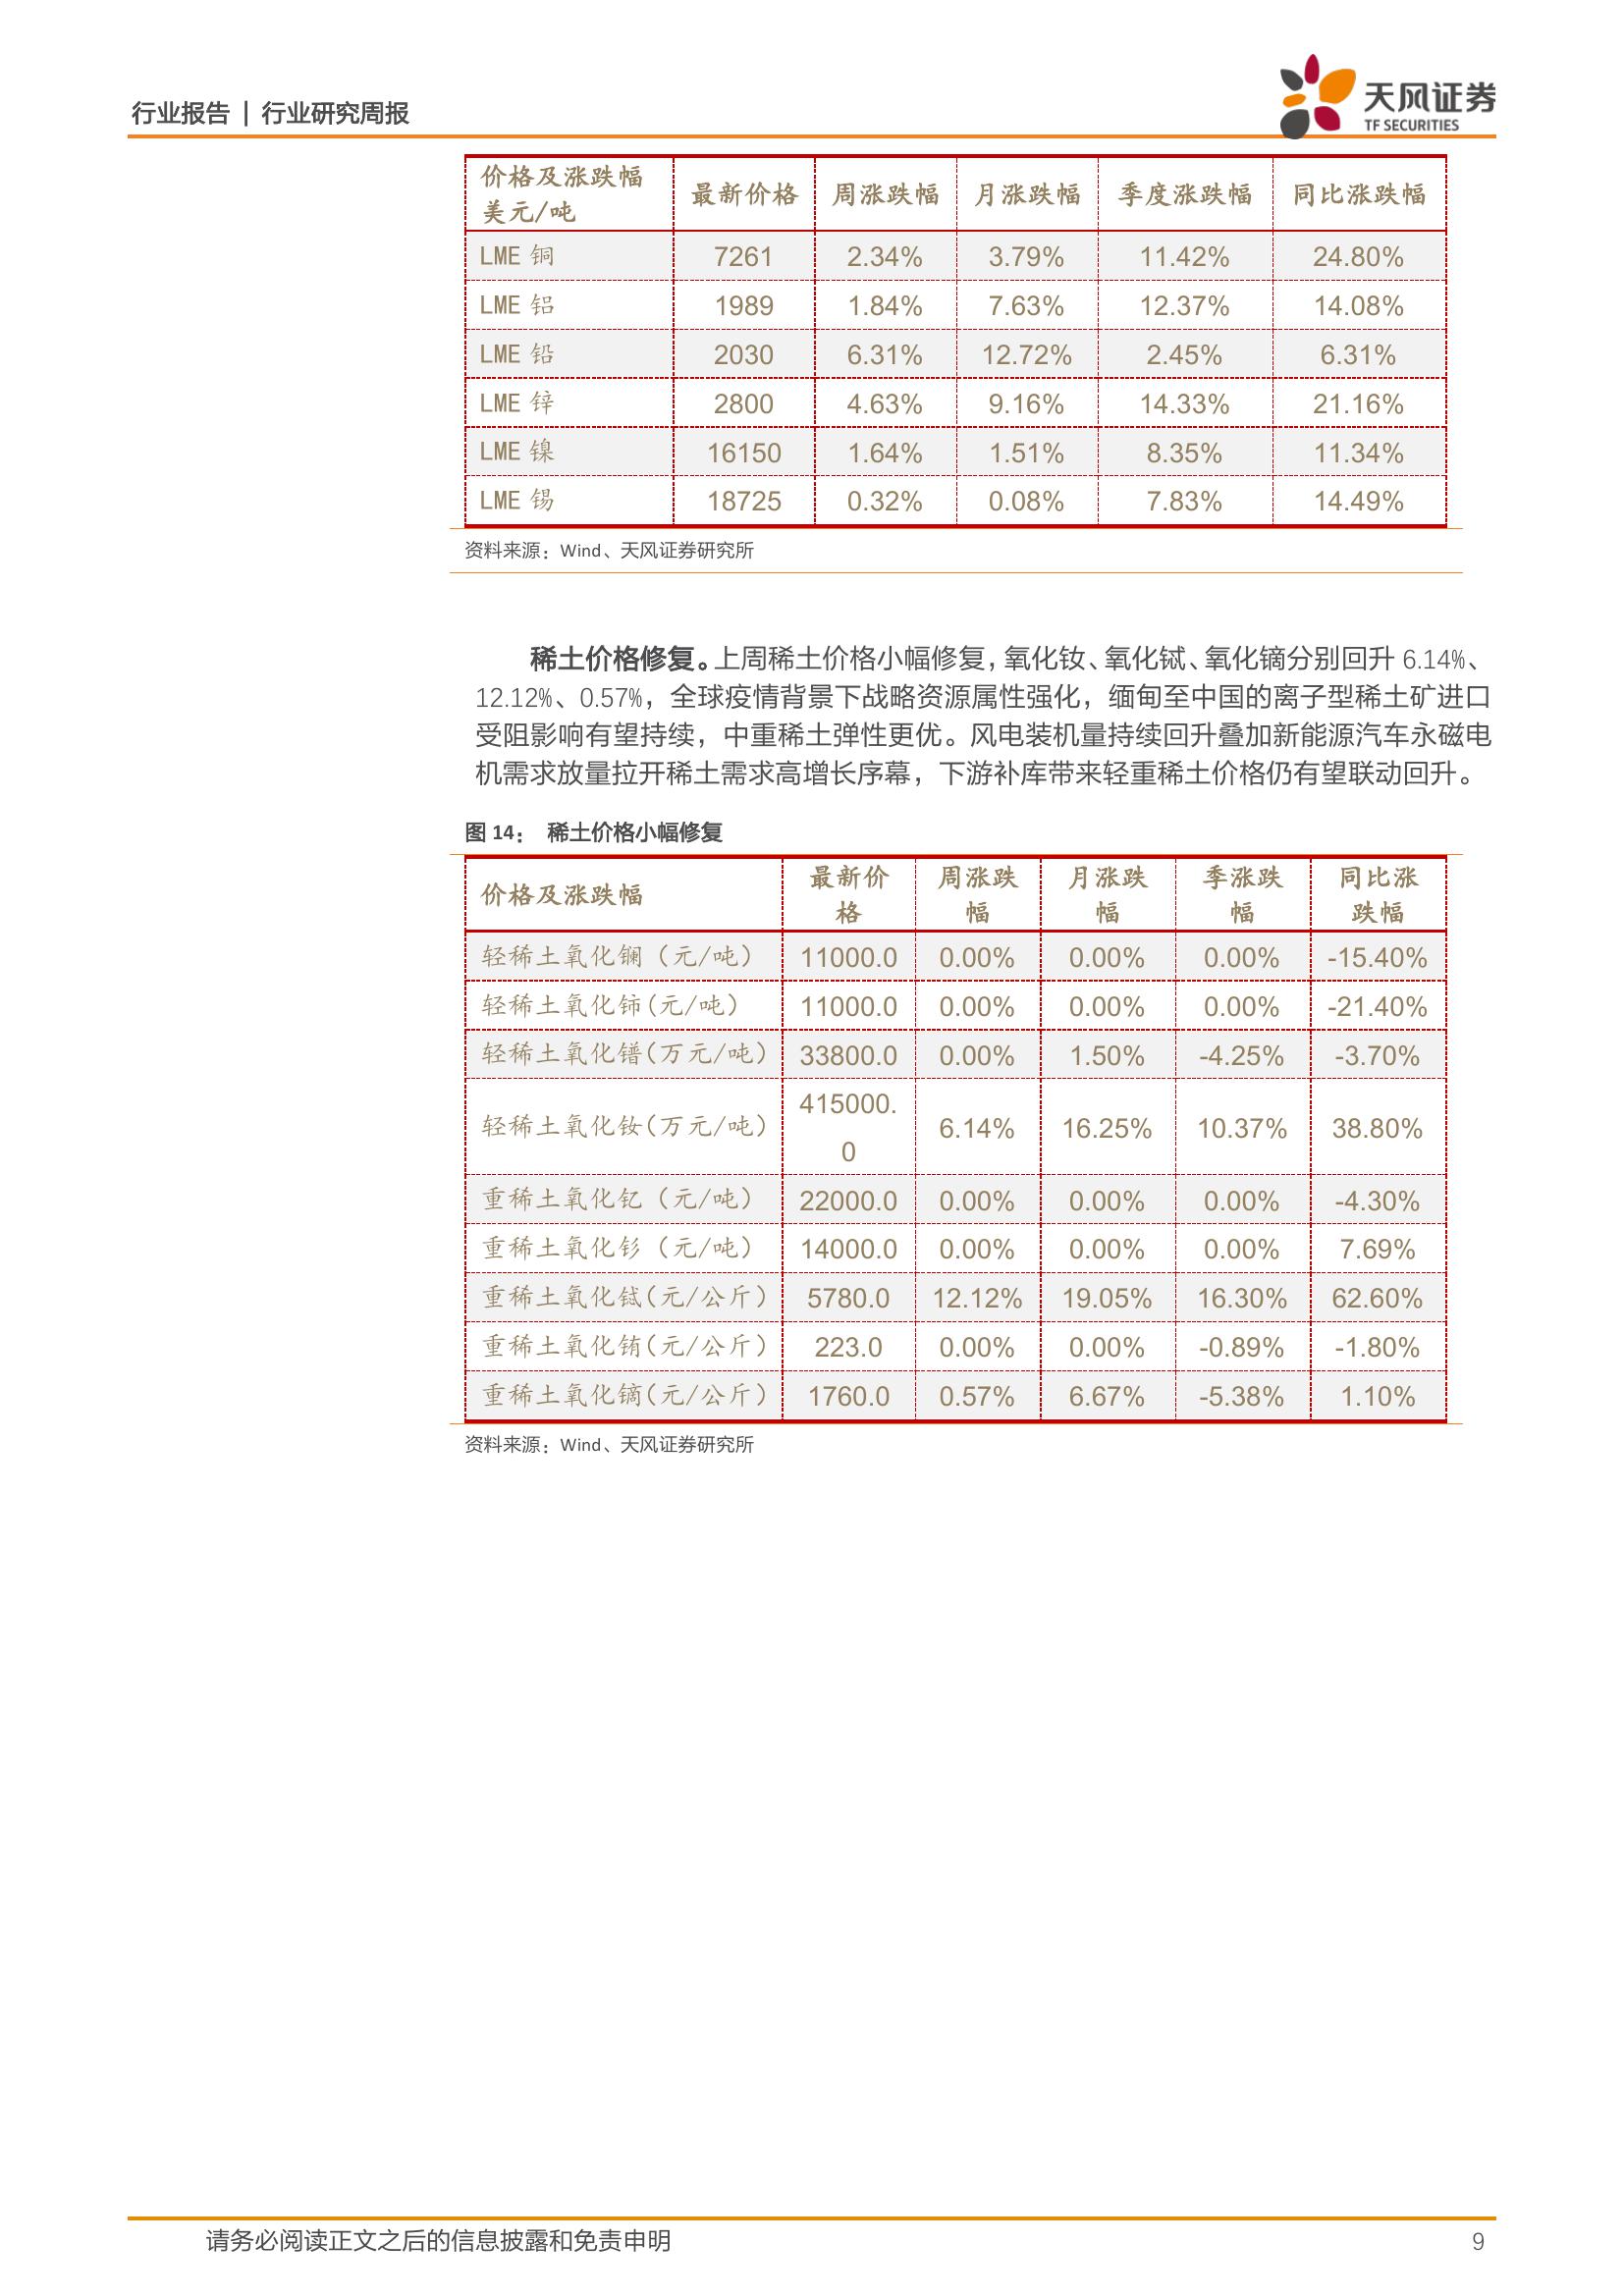 行业报告 | 行业研究周报
天风证券
TF SECURITIES
价格及涨跌幅 美元/吨 最新价格 周涨跌幅 月涨跌幅 季度涨跌幅 同比涨跌幅
LME 铜 7261 2.34% 3.79% 11.42% 24.80%
LME 铝 1989 1.84% 7.63% 12.37% 14.08%
LME 铅 2030 6.31% 12.72% 2.45% 6.31%
LME 锌 2800 4.63% 9.16% 14.33% 21.16%
LME 镍 16150 1.64% 1.51% 8.35% 11.34%
LME 锡 18725 0.32% 0.08% 7.83% 14.49%
资料来源：Wind、天风证券研究所
稀土价格修复。上周稀土价格小幅修复，氧化钕、氧化铽、氧化镝分别回升 6.14%、
12.12%、0.57%，全球疫情背景下战略资源属性强化，缅甸至中国的离子型稀土矿进口
受阻影响有望持续，中重稀土弹性更优。风电装机量持续回升叠加新能源汽车永磁电
机需求放量拉开稀土需求高增长序幕，下游补库带来轻重稀土价格仍有望联动回升。
图 14： 稀土价格小幅修复
价格及涨跌幅 最新价格 周涨跌幅 月涨跌幅 季涨跌幅 同比涨跌幅
轻稀土氧化镧（元/吨） 11000.0 0.00% 0.00% 0.00% -15.40%
轻稀土氧化铈(元/吨) 11000.0 0.00% 0.00% 0.00% -21.40%
轻稀土氧化镨(万元/吨) 33800.0 0.00% 1.50% -4.25% -3.70%
轻稀土氧化钕(万元/吨) 415000.0 6.14% 16.25% 10.37% 38.80%
重稀土氧化钇（元/吨） 22000.0 0.00% 0.00% 0.00% -4.30%
重稀土氧化钐（元/吨） 14000.0 0.00% 0.00% 0.00% 7.69%
重稀土氧化铽(元/公斤) 5780.0 12.12% 19.05% 16.30% 62.60%
重稀土氧化铕(元/公斤) 223.0 0.00% 0.00% -0.89% -1.80%
重稀土氧化镝(元/公斤) 1760.0 0.57% 6.67% -5.38% 1.10%
资料来源：Wind、天风证券研究所
请务必阅读正文之后的信息披露和免责申明 9